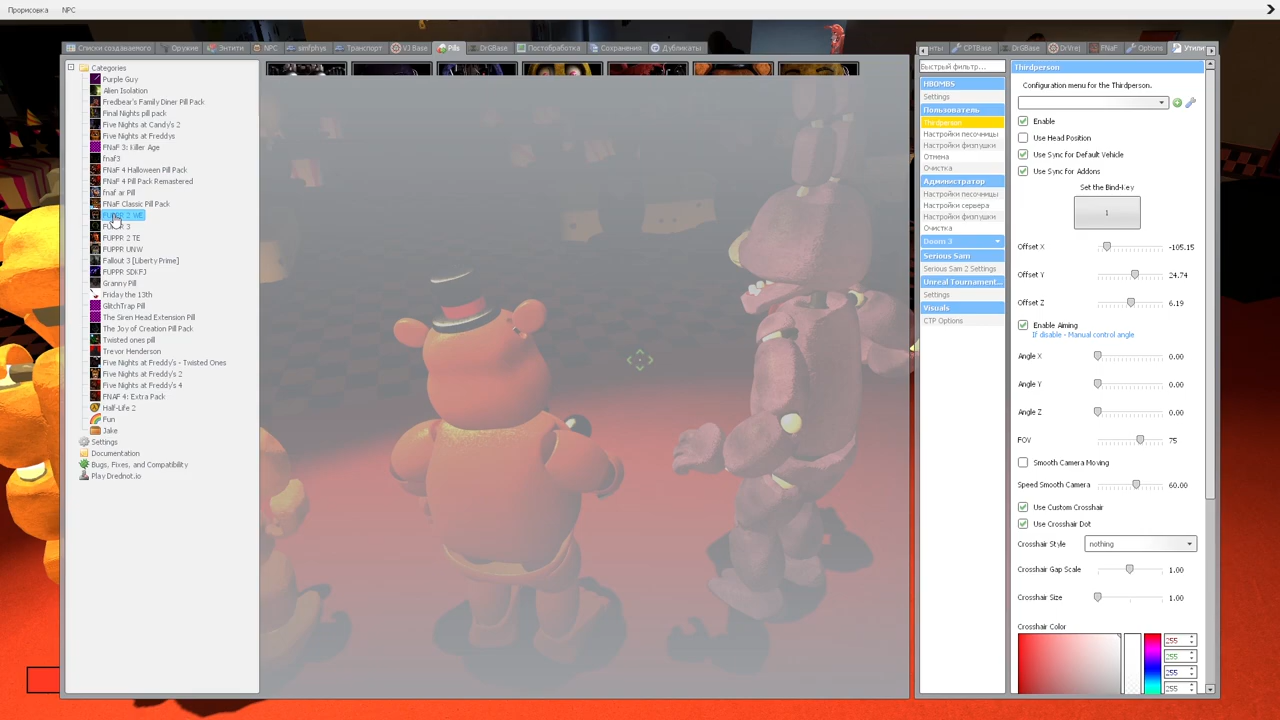 Прорисовка NPC
Списки создаваемого Оружие Энтити NPC simfphys Транспорт VJ Base Pills DrGBase Постобработка Сохранения Дубликаты
Categories
Purple Guy
Alien Isolation
Fredbear's Family Diner Pill Pack
Final Nights pill pack
Five Nights at Candy's 2
Five Nights at Freddys
FNaF 3: Killer Age
fnaf3
FNaF 4 Halloween Pill Pack
FNaF 4 Pill Pack Remastered
fnaf ar Pill
FNaF Classic Pill Pack
FUPPR 2 WE
FUPPR 3
FUPPR 2 TE
FUPPR UNW
Fallout 3 [Liberty Prime]
FUPPR SDKFJ
Granny Pill
Friday the 13th
GlitchTrap Pill
The Siren Head Extension Pill
The Joy of Creation Pill Pack
Twisted ones pill
Trevor Henderson
Five Nights at Freddy's - Twisted Ones
Five Nights at Freddy's 2
Five Nights at Freddy's 4
FNAF 4: Extra Pack
Half-Life 2
Fun
Jake
Settings
Documentation
Bugs, Fixes, and Compatibility
Play Drednot.io
енты CPTBase DrGBase DrVrej FNaF Options Утили
Быстрый фильтр...
HBOMBS
Settings
Пользователь
Thirdperson
Настройки песочницы
Настройки физпушки
Отмена
Очистка
Администратор
Настройки песочницы
Настройки сервера
Настройки физпушки
Очистка
Doom 3
Serious Sam
Serious Sam 2 Settings
Unreal Tournament...
Settings
Visuals
CTP Options
Thirdperson
Configuration menu for the Thirdperson.
Enable
Use Head Position
Use Sync for Default Vehicle
Use Sync for Addons
Set the Bind-Key
1
Offset X -105.15
Offset Y 24.74
Offset Z 6.19
Enable Aiming
If disable - Manual control angle
Angle X 0.00
Angle Y 0.00
Angle Z 0.00
FOV 75
Smooth Camera Moving
Speed Smooth Camera 60.00
Use Custom Crosshair
Use Crosshair Dot
Crosshair Style nothing
Crosshair Gap Scale 1.00
Crosshair Size 1.00
Crosshair Color
255
255
255
255